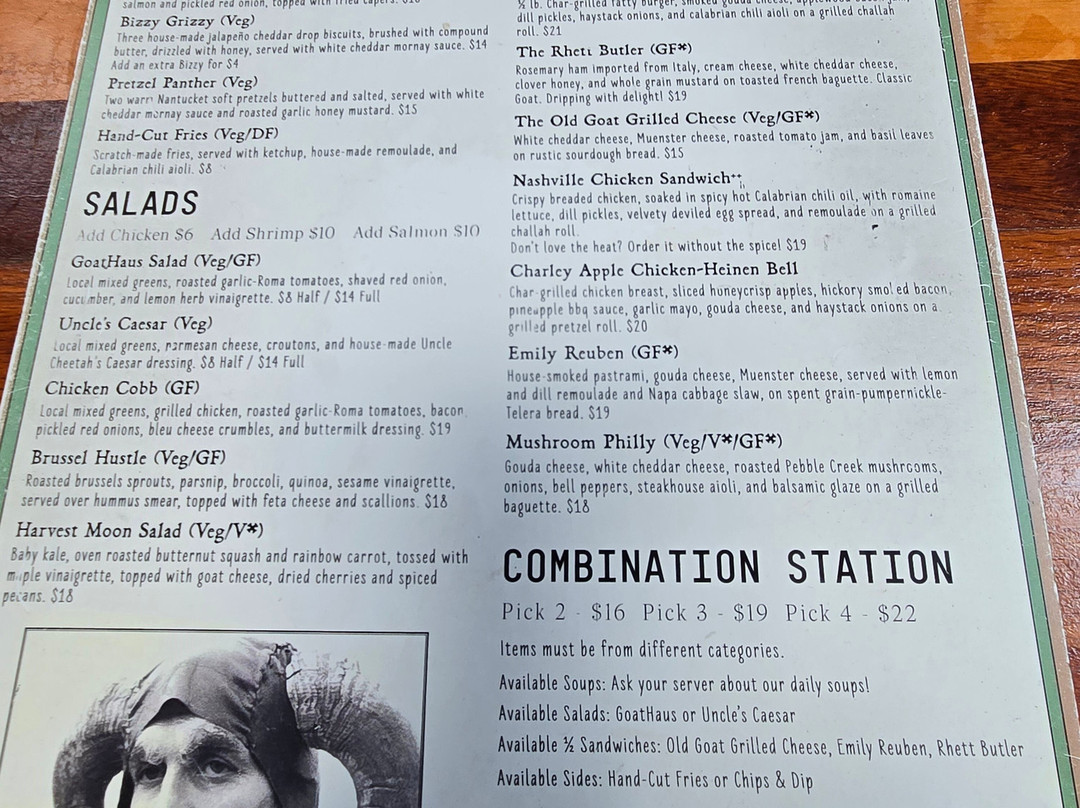 salmon and pickled red onion, topped with fried capers.
Bizzy Grizzy (Veg)
Three house-made jalapeño cheddar drop biscuits, brushed with compound
butter, drizzled with honey, served with white cheddar mornay sauce. $14
Add an extra Bizzy for $4
Pretzel Panther (Veg)
Two warm Nantucket soft pretzels buttered and salted, served with white
cheddar mornay sauce and roasted garlic honey mustard. $15
Hand-Cut Fries (Veg/DF)
Scratch-made fries, served with ketchup, house-made remoulade, and
Calabrian chili aioli. $8
SALADS
Add Chicken $6 Add Shrimp $10 Add Salmon $10
GoatHaus Salad (Veg/GF)
Local mixed greens, roasted garlic-Roma tomatoes, shaved red onion,
cucumber, and lemon herb vinaigrette. $8 Half / $14 Full
Uncle's Caesar (Veg)
Local mixed greens, parmesan cheese, croutons, and house-made Uncle
Cheetah's Caesar dressing. $8 Half / $14 Full
Chicken Cobb (GF)
Local mixed greens, grilled chicken, roasted garlic-Roma tomatoes, bacon,
pickled red onions, bleu cheese crumbles, and buttermilk dressing. $19
Brussel Hustle (Veg/GF)
Roasted brussels sprouts, parsnip, broccoli, quinoa, sesame vinaigrette,
served over hummus smear, topped with feta cheese and scallions. $18
Harvest Moon Salad (Veg/V*)
Baby kale, oven roasted butternut squash and rainbow carrot, tossed with
maple vinaigrette, topped with goat cheese, dried cherries and spiced
pecans. $18
½ lb. Char-grilled fatty burger, smoked gouda cheese, applewood
dill pickles, haystack onions, and calabrian chili aioli on a grilled challah
roll. $21
The Rhett Butler (GF*)
Rosemary ham imported from Italy, cream cheese, white cheddar cheese,
clover honey, and whole grain mustard on toasted french baguette. Classic
Goat. Dripping with delight! $19
The Old Goat Grilled Cheese (Veg/GF*)
White cheddar cheese, Muenster cheese, roasted tomato jam, and basil leaves
on rustic sourdough bread. $15
Nashville Chicken Sandwich**
Crispy breaded chicken, soaked in spicy hot Calabrian chili oil, with romaine
lettuce, dill pickles, velvety deviled egg spread, and remoulade on a grilled
challah roll.
Don't love the heat? Order it without the spice! $19
Charley Apple Chicken-Heinen Bell
Char-grilled chicken breast, sliced honeycrisp apples, hickory smoked bacon,
pineapple bbq sauce, garlic mayo, gouda cheese, and haystack onions on a
grilled pretzel roll. $20
Emily Reuben (GF*)
House-smoked pastrami, gouda cheese, Muenster cheese, served with lemon
and dill remoulade and Napa cabbage slaw, on spent grain-pumpernickle-
Telera bread. $19
Mushroom Philly (Veg/V*/GF*)
Gouda cheese, white cheddar cheese, roasted Pebble Creek mushrooms,
onions, bell peppers, steakhouse aioli, and balsamic glaze on a grilled
baguette. $18
COMBINATION STATION
Pick 2 - $16 Pick 3 - $19 Pick 4 - $22
Items must be from different categories.
Available Soups: Ask your server about our daily soups!
Available Salads: GoatHaus or Uncle's Caesar
Available ½ Sandwiches: Old Goat Grilled Cheese, Emily Reuben, Rhett Butler
Available Sides: Hand-Cut Fries or Chips & Dip